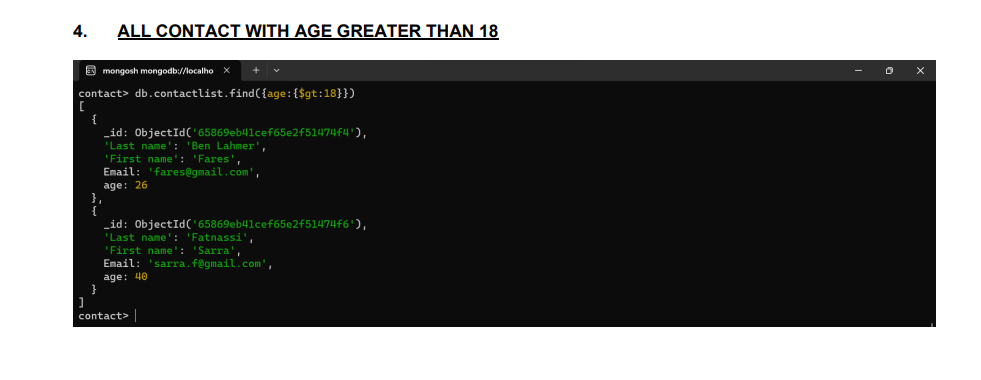 4. ALL CONTACT WITH AGE GREATER THAN 18
mongosh mongodb://localho × + ⌄
contact> db.contactlist.find({age:{$gt:18}})
[
  {
    _id: ObjectId('65869eb41cef65e2f51474f4'),
    'Last name': 'Ben Lahmer',
    'First name': 'Fares',
    Email: 'fares@gmail.com',
    age: 26
  },
  {
    _id: ObjectId('65869eb41cef65e2f51474f6'),
    'Last name': 'Fatnassi',
    'First name': 'Sarra',
    Email: 'sarra.f@gmail.com',
    age: 40
  }
]
contact>